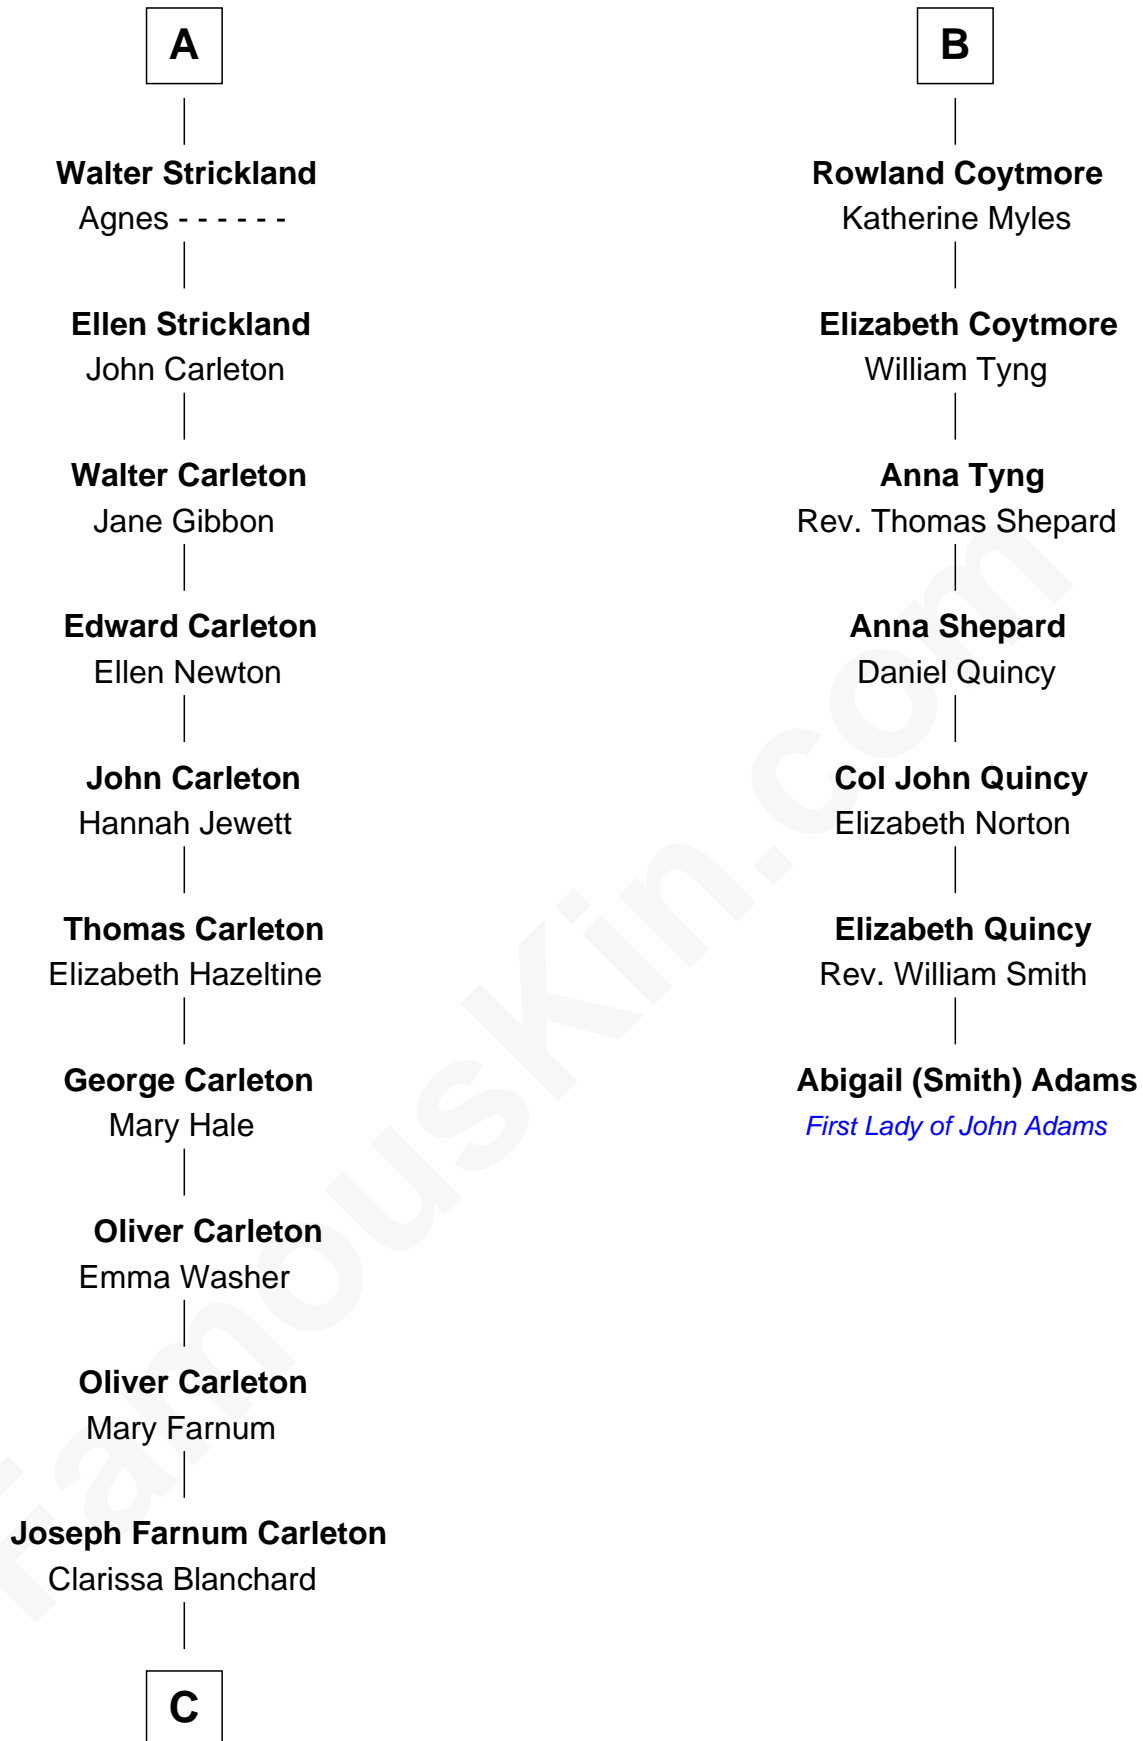 A
Walter Strickland
Agnes - - - - - -
Ellen Strickland
John Carleton
Walter Carleton
Jane Gibbon
Edward Carleton
Ellen Newton
John Carleton
Hannah Jewett
Thomas Carleton
Elizabeth Hazeltine
George Carleton
Mary Hale
Oliver Carleton
Emma Washer
Oliver Carleton
Mary Farnum
Joseph Farnum Carleton
Clarissa Blanchard
C
B
Rowland Coytmore
Katherine Myles
Elizabeth Coytmore
William Tyng
Anna Tyng
Rev. Thomas Shepard
Anna Shepard
Daniel Quincy
Col John Quincy
Elizabeth Norton
Elizabeth Quincy
Rev. William Smith
Abigail (Smith) Adams
First Lady of John Adams
FamousKin.com